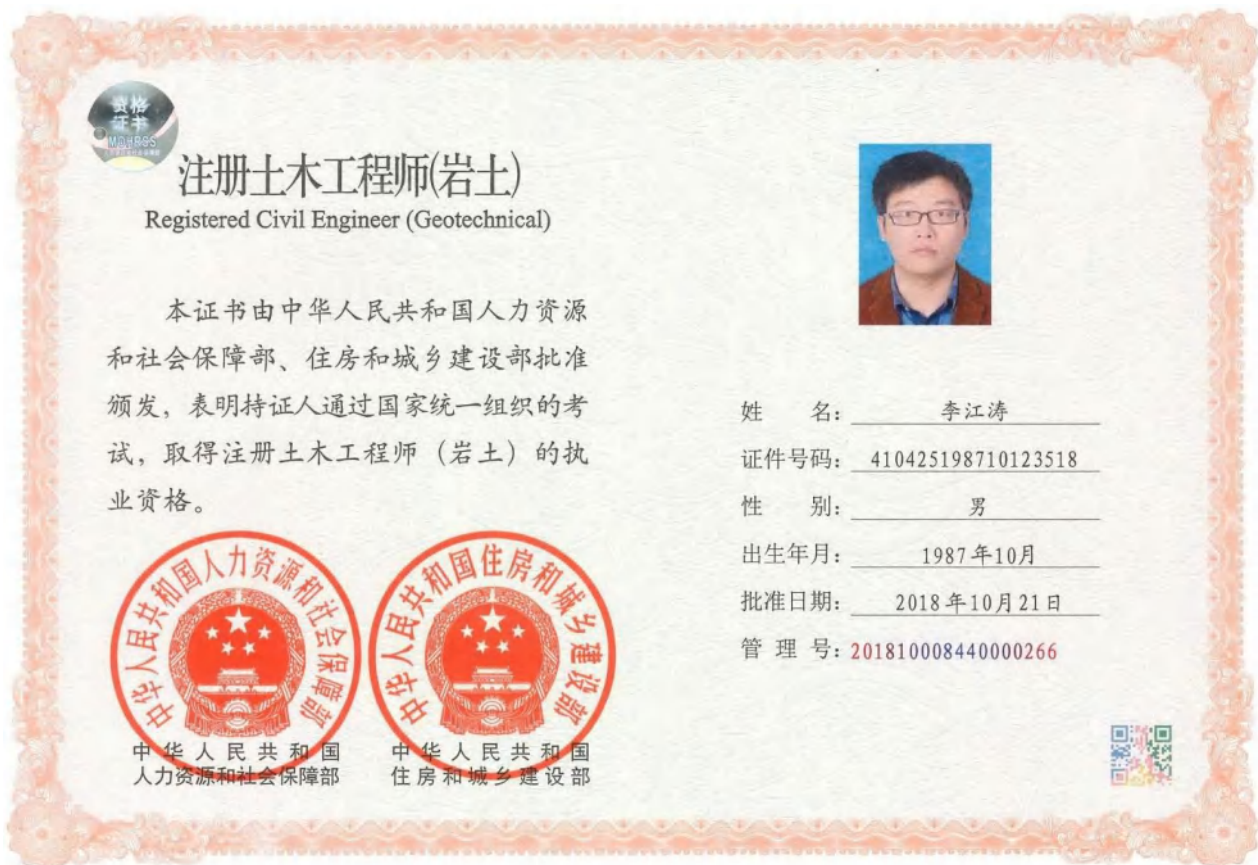 资格
证书
MOHRSS
注册土木工程师(岩土)
Registered Civil Engineer (Geotechnical)
本证书由中华人民共和国人力资源
和社会保障部、住房和城乡建设部批准
颁发，表明持证人通过国家统一组织的考
试，取得注册土木工程师（岩土）的执
业资格。
中华人民共和国人力资源和社会保障部
中华人民共和国住房和城乡建设部
中华人民共和国
人力资源和社会保障部
中华人民共和国
住房和城乡建设部
姓 名： 李江涛
证件号码： 410425198710123518
性 别： 男
出生年月： 1987年10月
批准日期： 2018年10月21日
管 理 号：201810008440000266